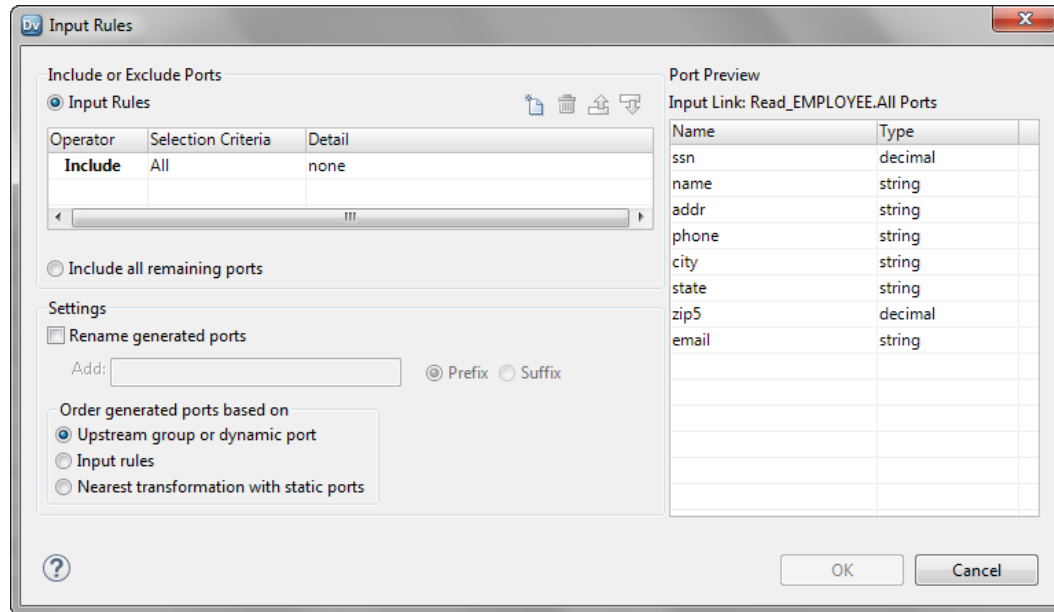 Dv Input Rules
Include or Exclude Ports
Input Rules
Operator Selection Criteria Detail
Include All none
Include all remaining ports
Settings
Rename generated ports
Add: Prefix Suffix
Order generated ports based on
Upstream group or dynamic port
Input rules
Nearest transformation with static ports
Port Preview
Input Link: Read_EMPLOYEE.All Ports
Name Type
ssn decimal
name string
addr string
phone string
city string
state string
zip5 decimal
email string
?
OK Cancel